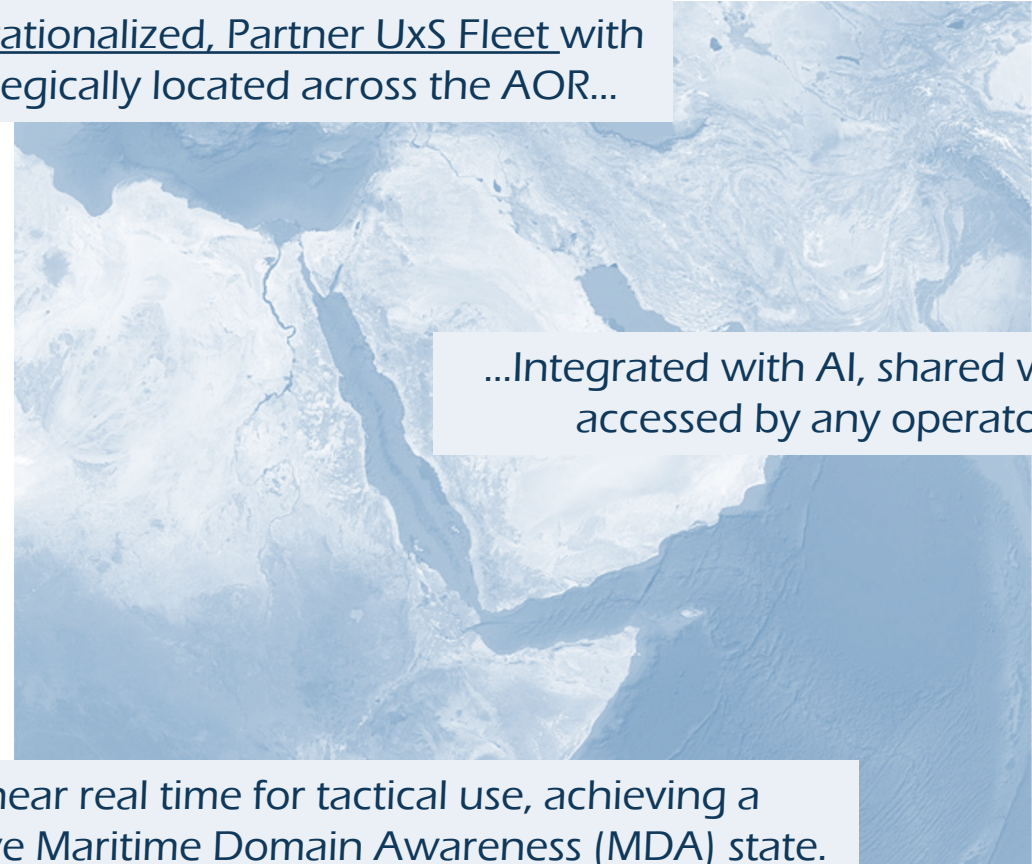 ationalized, Partner UxS Fleet with
egically located across the AOR...
...Integrated with AI, shared
accessed by any operato
near real time for tactical use, achieving a
ve Maritime Domain Awareness (MDA) state.